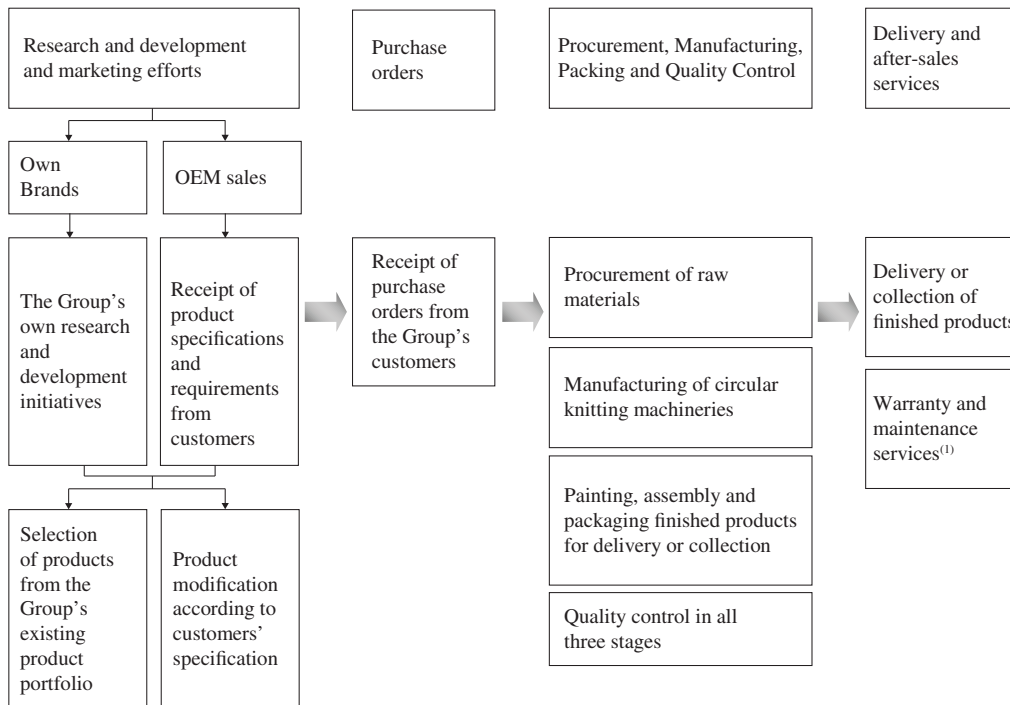 Research and development
and marketing efforts
Purchase
orders
Procurement, Manufacturing,
Packing and Quality Control
Delivery and
after-sales
services
Own
Brands
OEM sales
The Group's
own research
and
development
initiatives
Receipt of
product
specifications
and
requirements
from
customers
Receipt of
purchase
orders from
the Group's
customers
Procurement of raw
materials
Delivery or
collection of
finished products
Manufacturing of circular
knitting machineries
Warranty and
maintenance
services(1)
Painting, assembly and
packaging finished products
for delivery or collection
Quality control in all
three stages
Selection
of products
from the
Group's
existing
product
portfolio
Product
modification
according to
customers'
specification